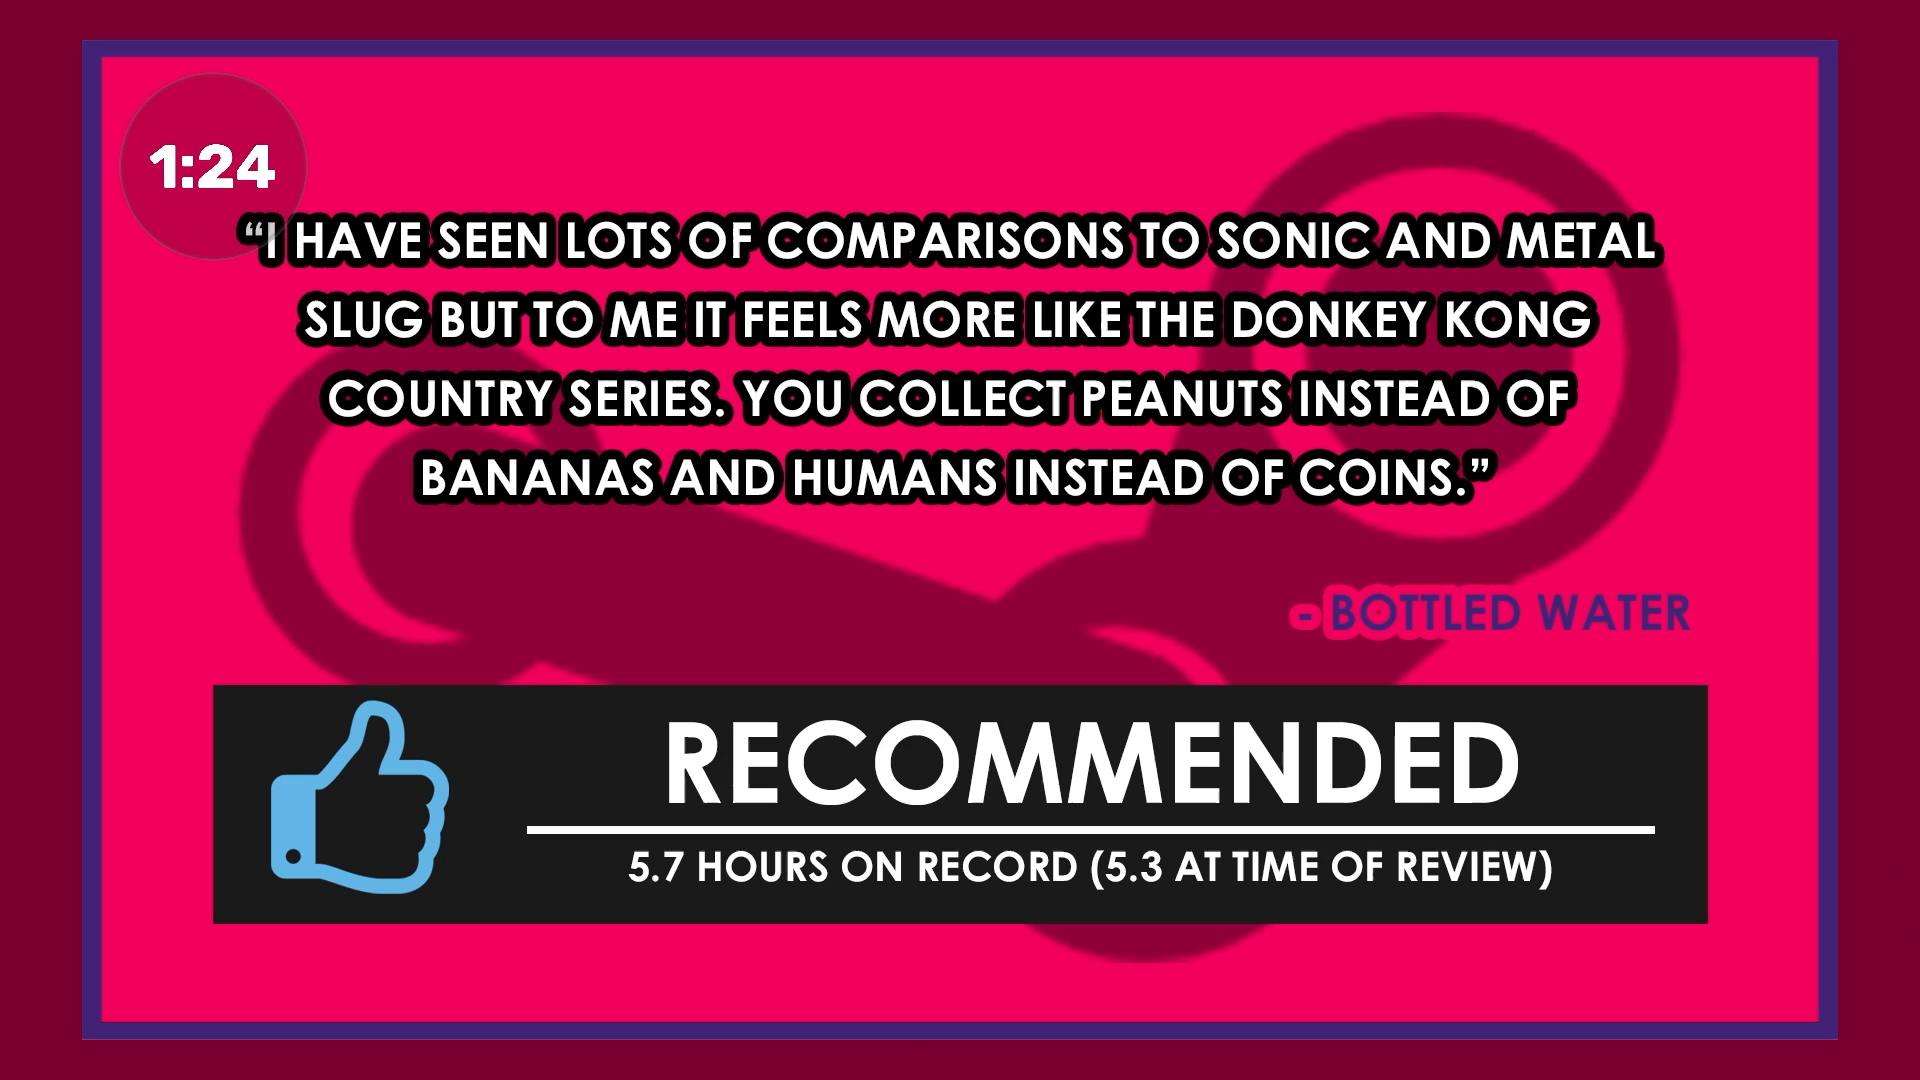 1:24
“I HAVE SEEN LOTS OF COMPARISONS TO SONIC AND METAL
SLUG BUT TO ME IT FEELS MORE LIKE THE DONKEY KONG
COUNTRY SERIES. YOU COLLECT PEANUTS INSTEAD OF
BANANAS AND HUMANS INSTEAD OF COINS.”
- BOTTLED WATER
RECOMMENDED
5.7 HOURS ON RECORD (5.3 AT TIME OF REVIEW)